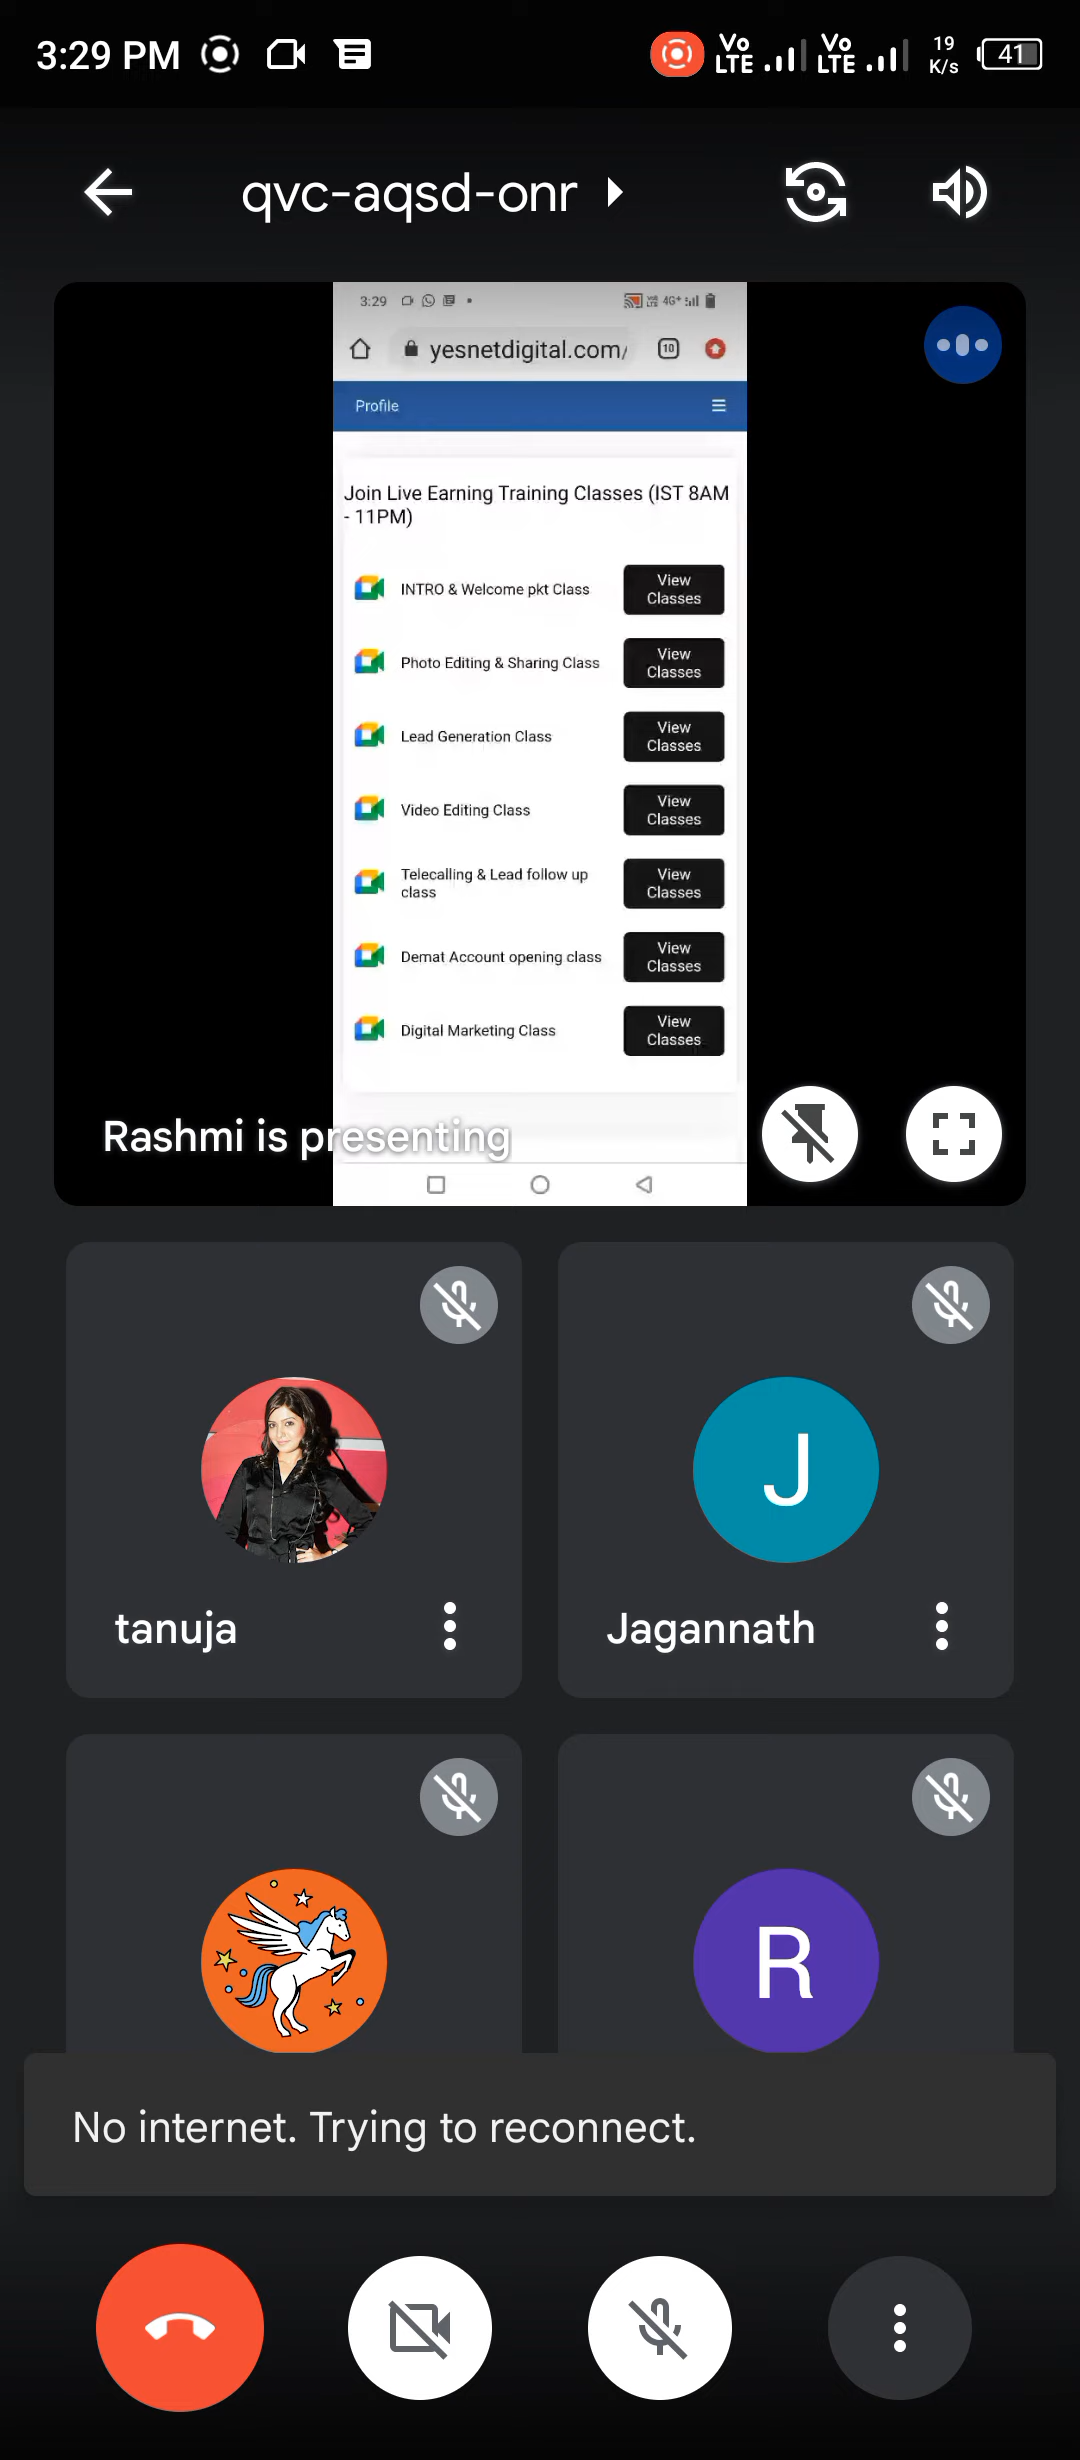 3:29 PM
Vo
LTE
Vo
LTE
19
K/s
41
qvc-aqsd-onr
3:29
4G+
yesnetdigital.com/
10
Profile
Join Live Earning Training Classes (IST 8AM
- 11PM)
INTRO & Welcome pkt Class
View
Classes
Photo Editing & Sharing Class
View
Classes
Lead Generation Class
View
Classes
Video Editing Class
View
Classes
Telecalling & Lead follow up
class
View
Classes
Demat Account opening class
View
Classes
Digital Marketing Class
View
Classes
Rashmi is presenting
tanuja
J
Jagannath
R
No internet. Trying to reconnect.